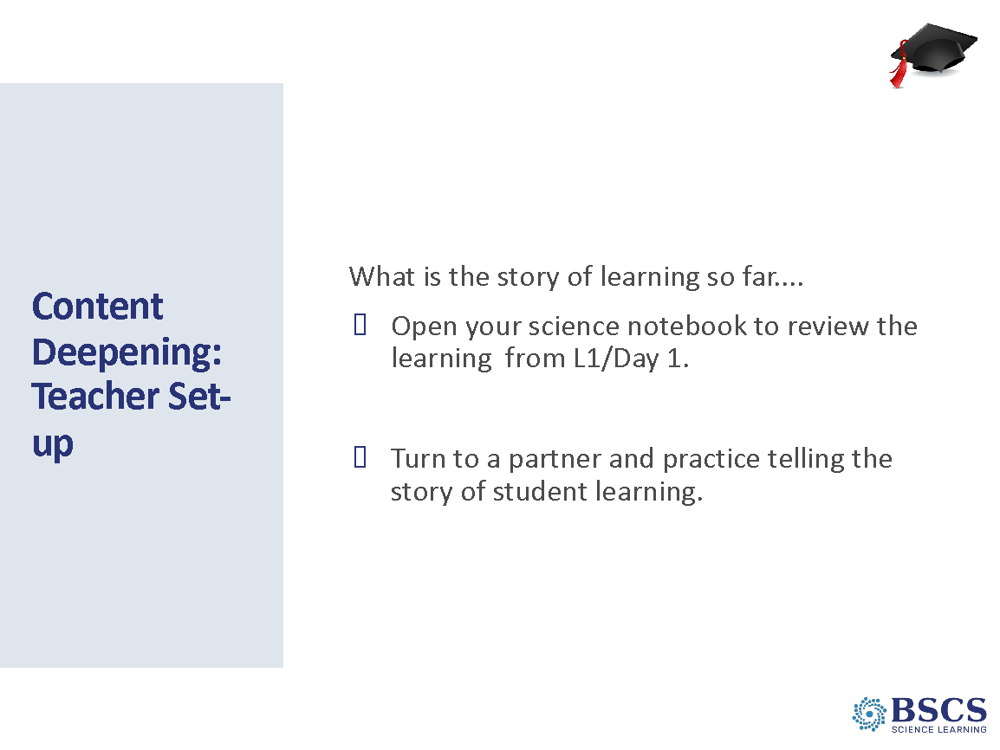 Content
Deepening:
Teacher Set-
up
What is the story of learning so far....
Open your science notebook to review the
learning  from L1/Day 1.
Turn to a partner and practice telling the
story of student learning.
BSCS
SCIENCE LEARNING